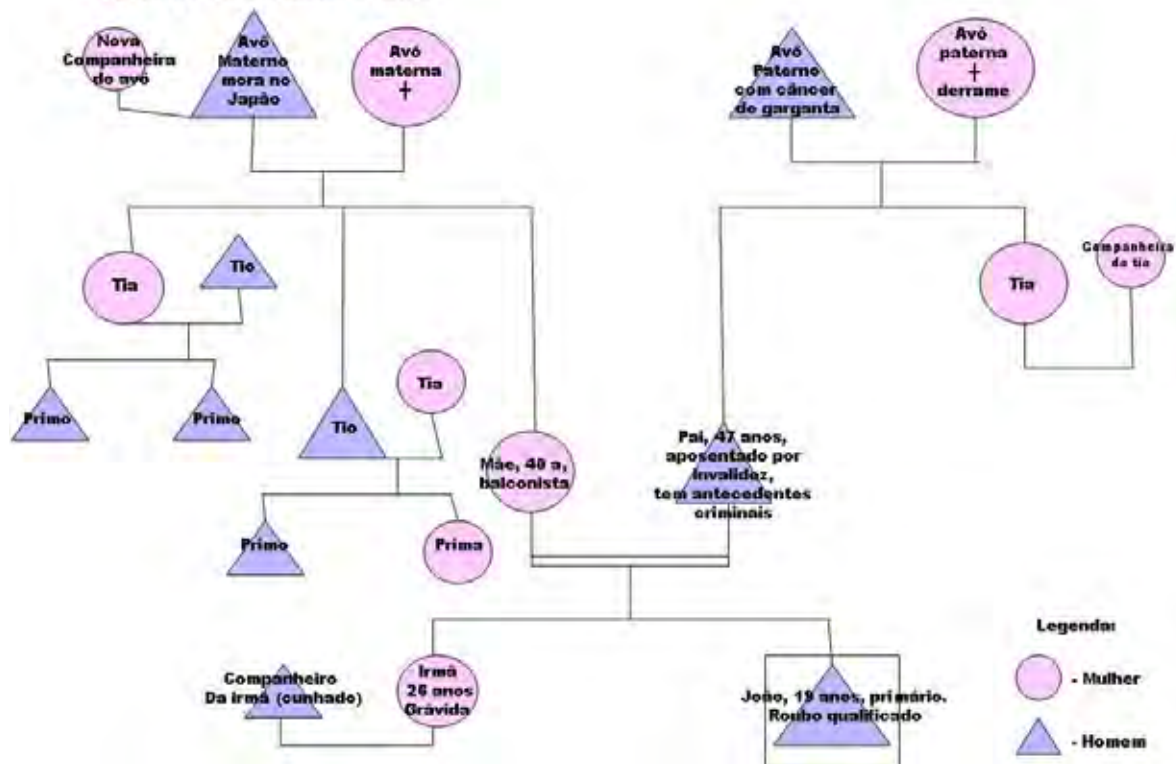 Nova
Companheira
do avô
Avô
Materno
mora no
Japão
Avó
materna
✝
Avô
Paterno
com câncer
de garganta
Avó
paterna
✝
derrame
Tia
Tio
Companheira
da tia
Tia
Primo
Primo
Tio
Tia
Mãe, 40 a,
balconista
Pai, 47 anos,
aposentado por
Invalidez,
tem antecedentes
criminais
Primo
Prima
Companheiro
Da irmã (cunhado)
Irmã
26 anos
Grávida
João, 19 anos, primário.
Roubo qualificado
Legenda:
- Mulher
- Homem